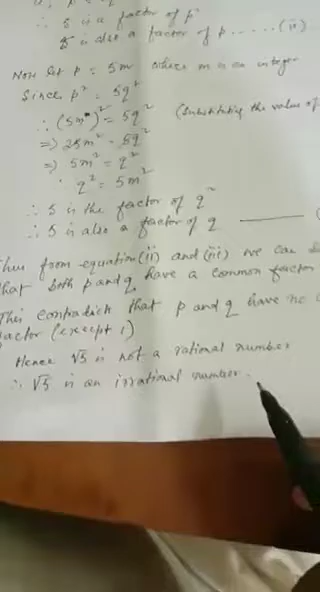 ∴ 5 is a factor of p²
5 is also a factor of p ..... (ii)
Now let p = 5m where m is an integer
Since p² = 5q²
∴ (5m)² = 5q² (Substituting the value of
=> 25m² = 5q²
=> 5m² = q²
q² = 5m²
∴ 5 is the factor of q²
∴ 5 is also a factor of q
Thus from equation (ii) and (iii) we can
that both p and q have a common factor
This contradict that p and q have no
factor (except 1)
Hence √5 is not a rational number
∴ √5 is an irrational number.